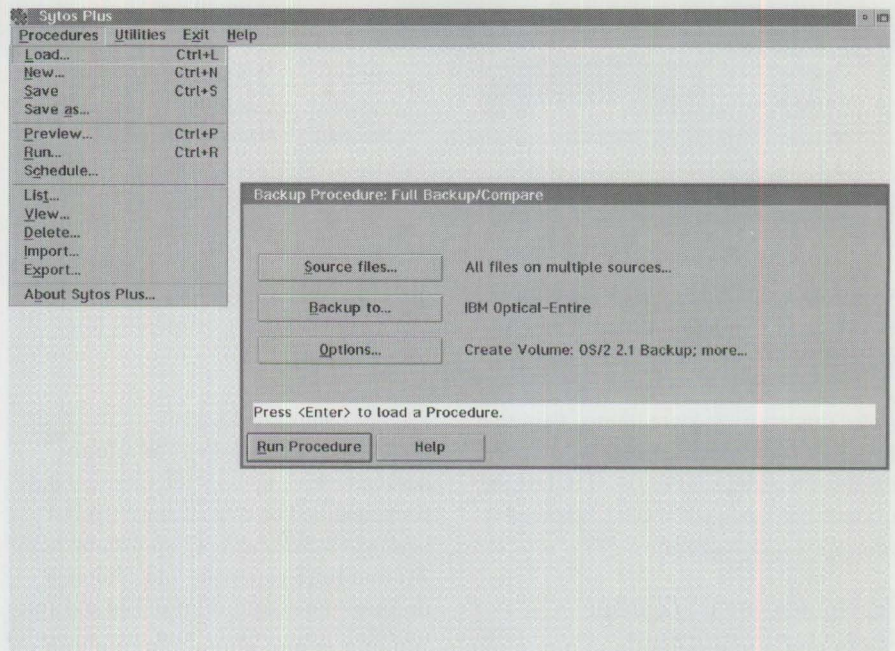 Sytos Plus
Procedures Utilities Exit Help
Load... Ctrl+L
New... Ctrl+N
Save Ctrl+S
Save as...
Preview... Ctrl+P
Run... Ctrl+R
Schedule...
List...
View...
Delete...
Import...
Export...
About Sytos Plus...
Backup Procedure: Full Backup/Compare
Source files... All files on multiple sources...
Backup to... IBM Optical-Entire
Options... Create Volume: OS/2 2.1 Backup; more...
Press <Enter> to load a Procedure.
Run Procedure Help